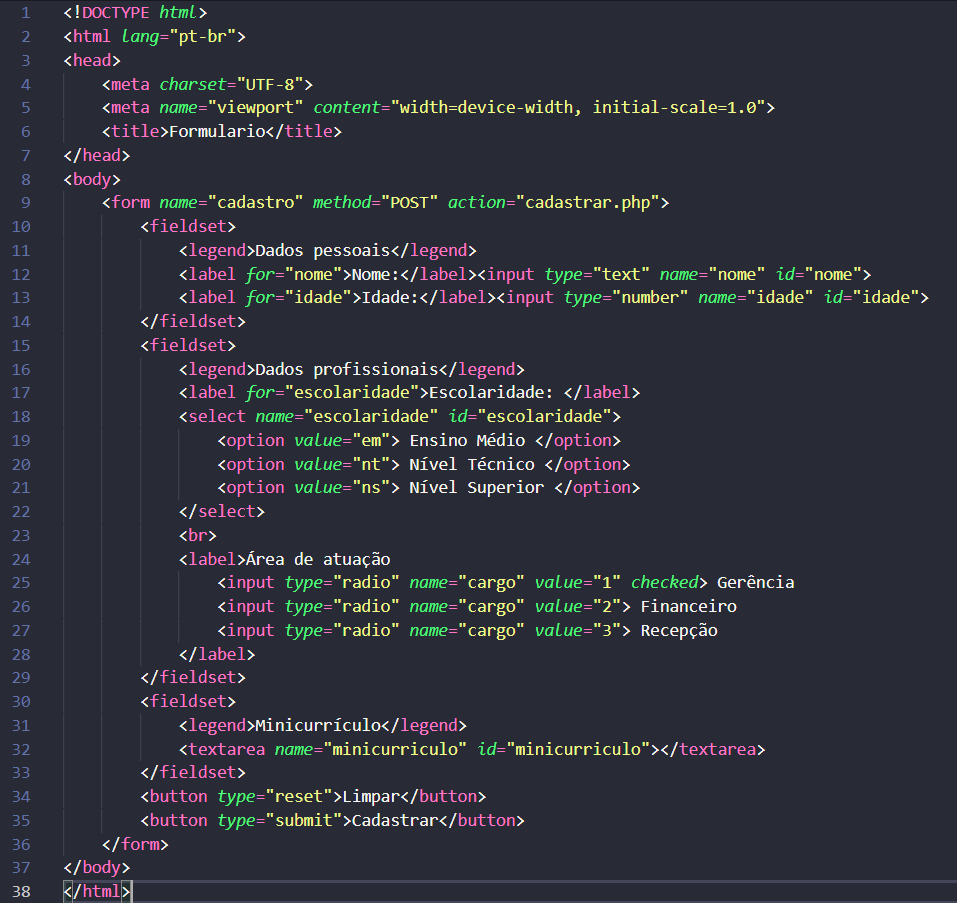 1 <!DOCTYPE html>
2 <html lang="pt-br">
3 <head>
4     <meta charset="UTF-8">
5     <meta name="viewport" content="width=device-width, initial-scale=1.0">
6     <title>Formulario</title>
7 </head>
8 <body>
9     <form name="cadastro" method="POST" action="cadastrar.php">
10         <fieldset>
11             <legend>Dados pessoais</legend>
12             <label for="nome">Nome:</label><input type="text" name="nome" id="nome">
13             <label for="idade">Idade:</label><input type="number" name="idade" id="idade">
14         </fieldset>
15         <fieldset>
16             <legend>Dados profissionais</legend>
17             <label for="escolaridade">Escolaridade: </label>
18             <select name="escolaridade" id="escolaridade">
19                 <option value="em"> Ensino Médio </option>
20                 <option value="nt"> Nível Técnico </option>
21                 <option value="ns"> Nível Superior </option>
22             </select>
23             <br>
24             <label>Área de atuação
25                 <input type="radio" name="cargo" value="1" checked> Gerência
26                 <input type="radio" name="cargo" value="2"> Financeiro
27                 <input type="radio" name="cargo" value="3"> Recepção
28             </label>
29         </fieldset>
30         <fieldset>
31             <legend>Minicurrículo</legend>
32             <textarea name="minicurriculo" id="minicurriculo"></textarea>
33         </fieldset>
34         <button type="reset">Limpar</button>
35         <button type="submit">Cadastrar</button>
36     </form>
37 </body>
38 </html>